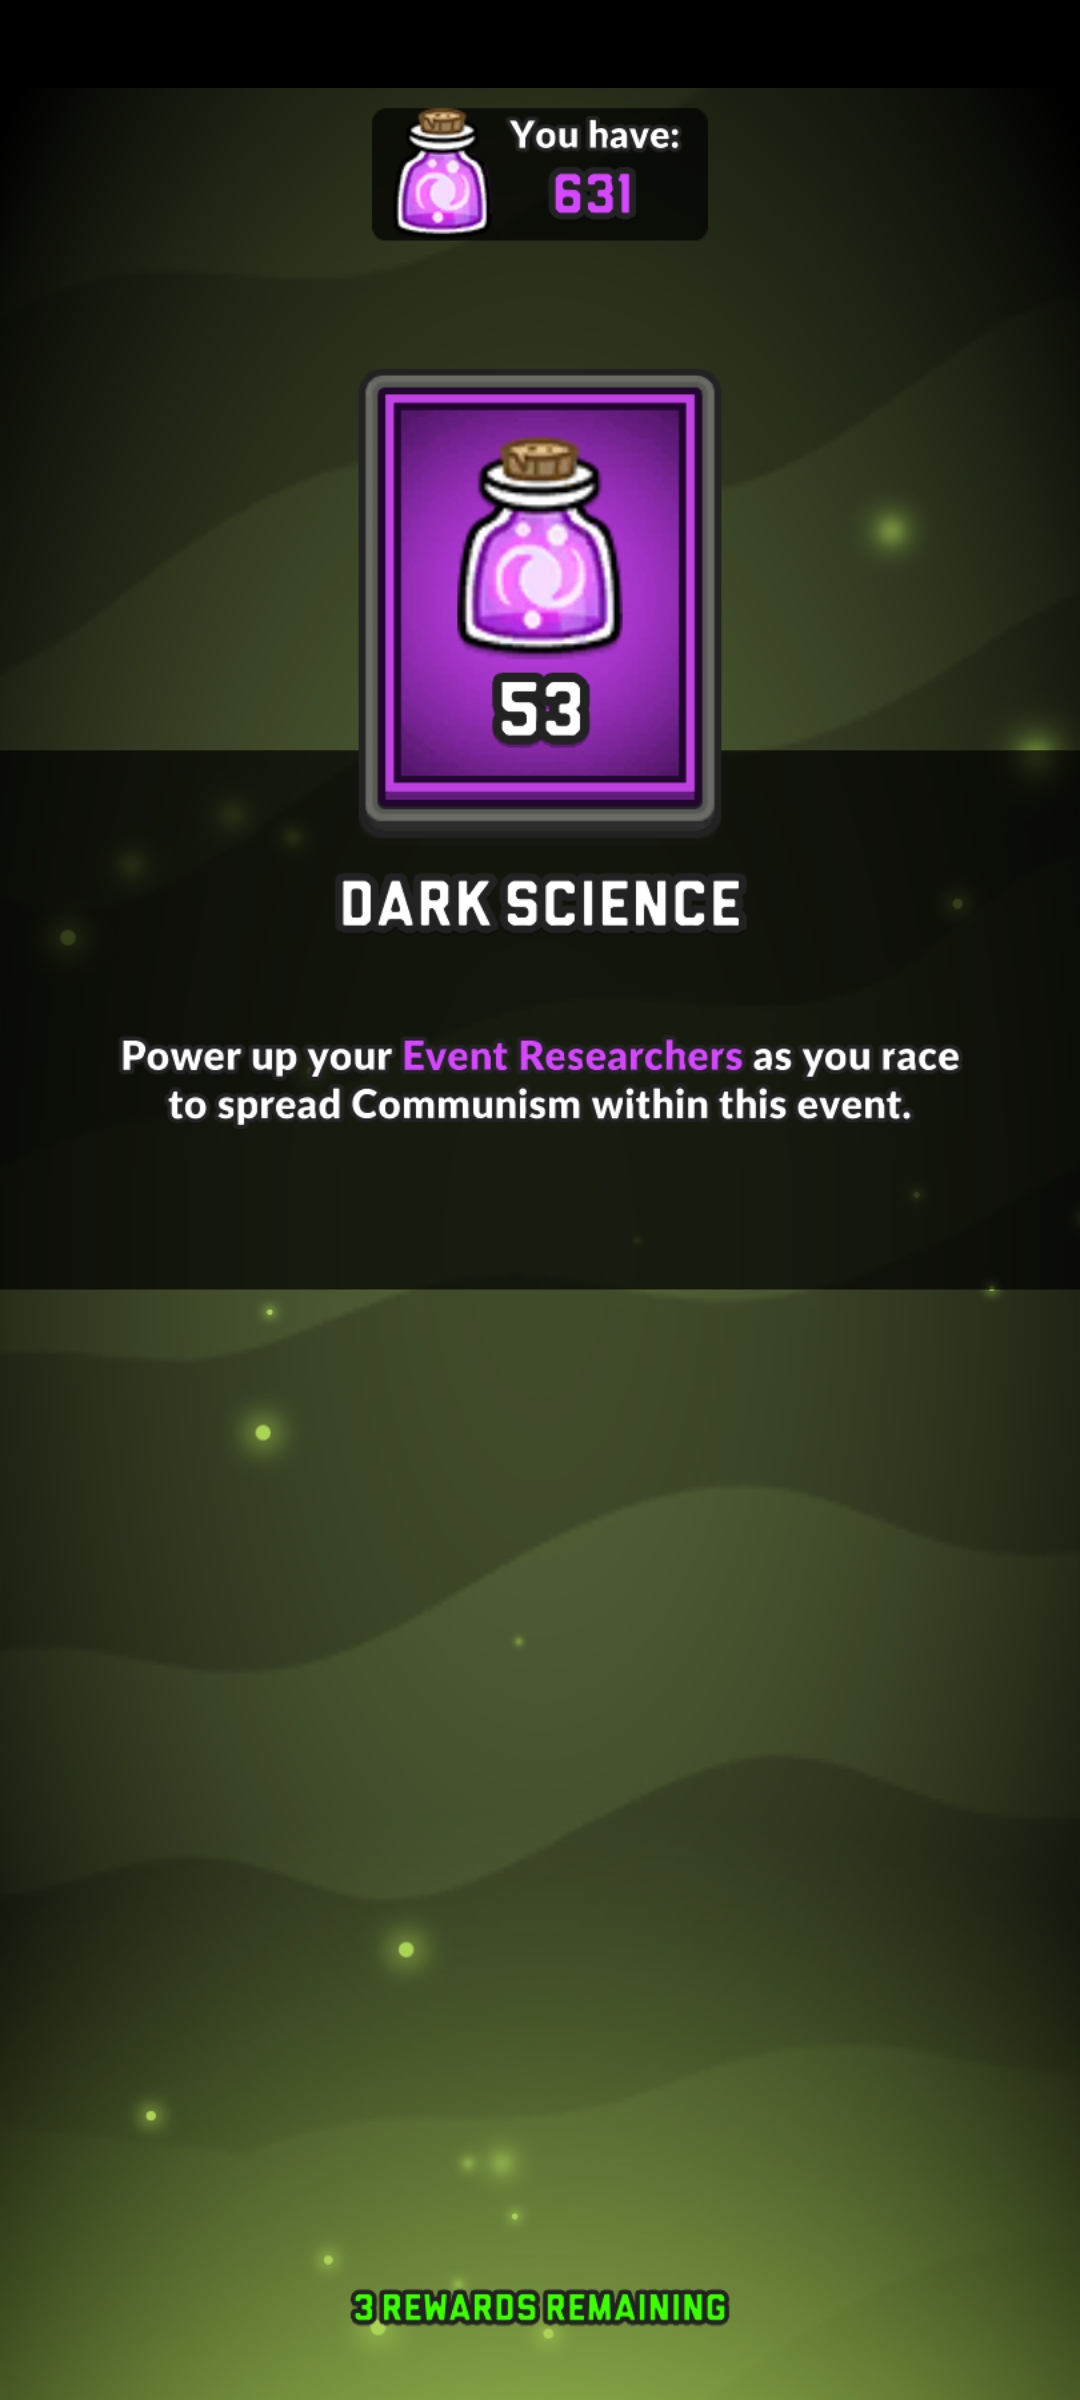 You have:
631
53
DARK SCIENCE
Power up your Event Researchers as you race
to spread Communism within this event.
3 REWARDS REMAINING